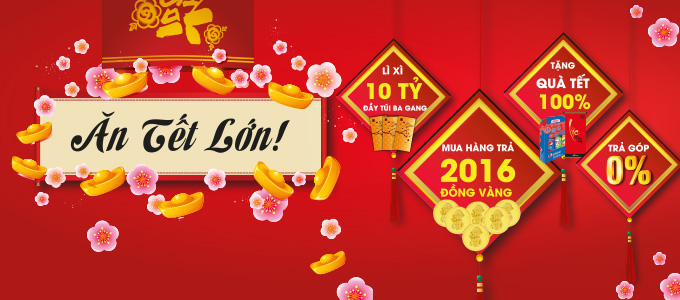 Ăn Tết Lớn!
LÌ XÌ
10 TỶ
ĐẦY TÚI BA GANG
MUA HÀNG TRẢ
2016
ĐỒNG VÀNG
TẶNG
QUÀ TẾT
100%
TRẢ GÓP
0%